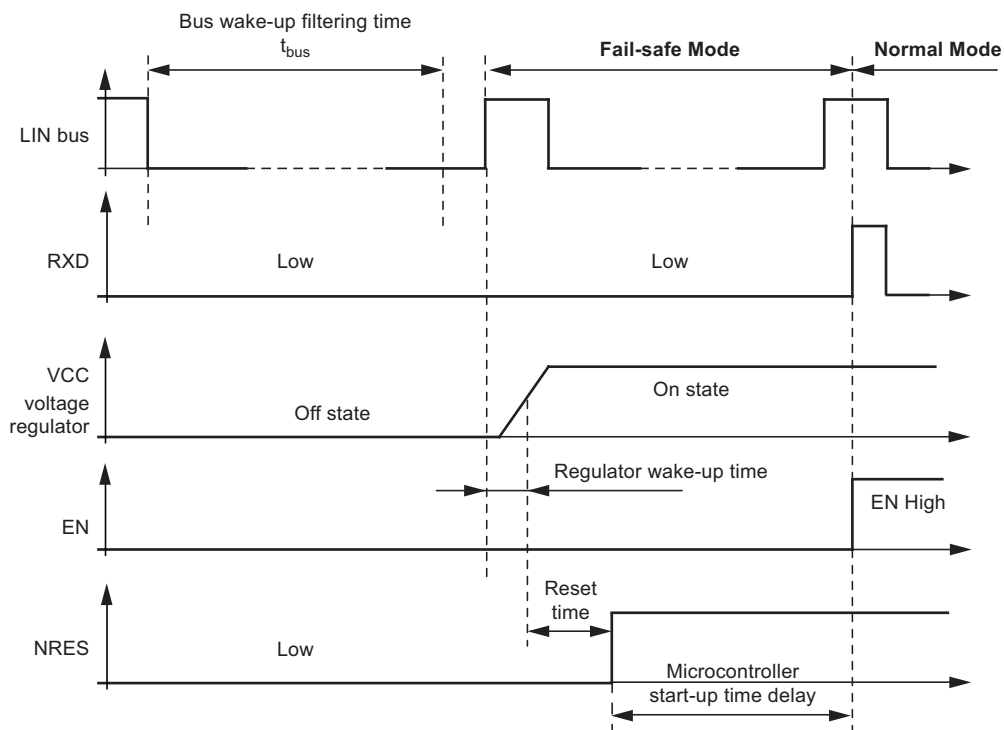 Bus wake-up filtering time
tbus
Fail-safe Mode
Normal Mode
LIN bus
RXD
Low
Low
VCC
voltage
regulator
Off state
On state
Regulator wake-up time
EN
EN High
Reset
time
NRES
Low
Microcontroller
start-up time delay